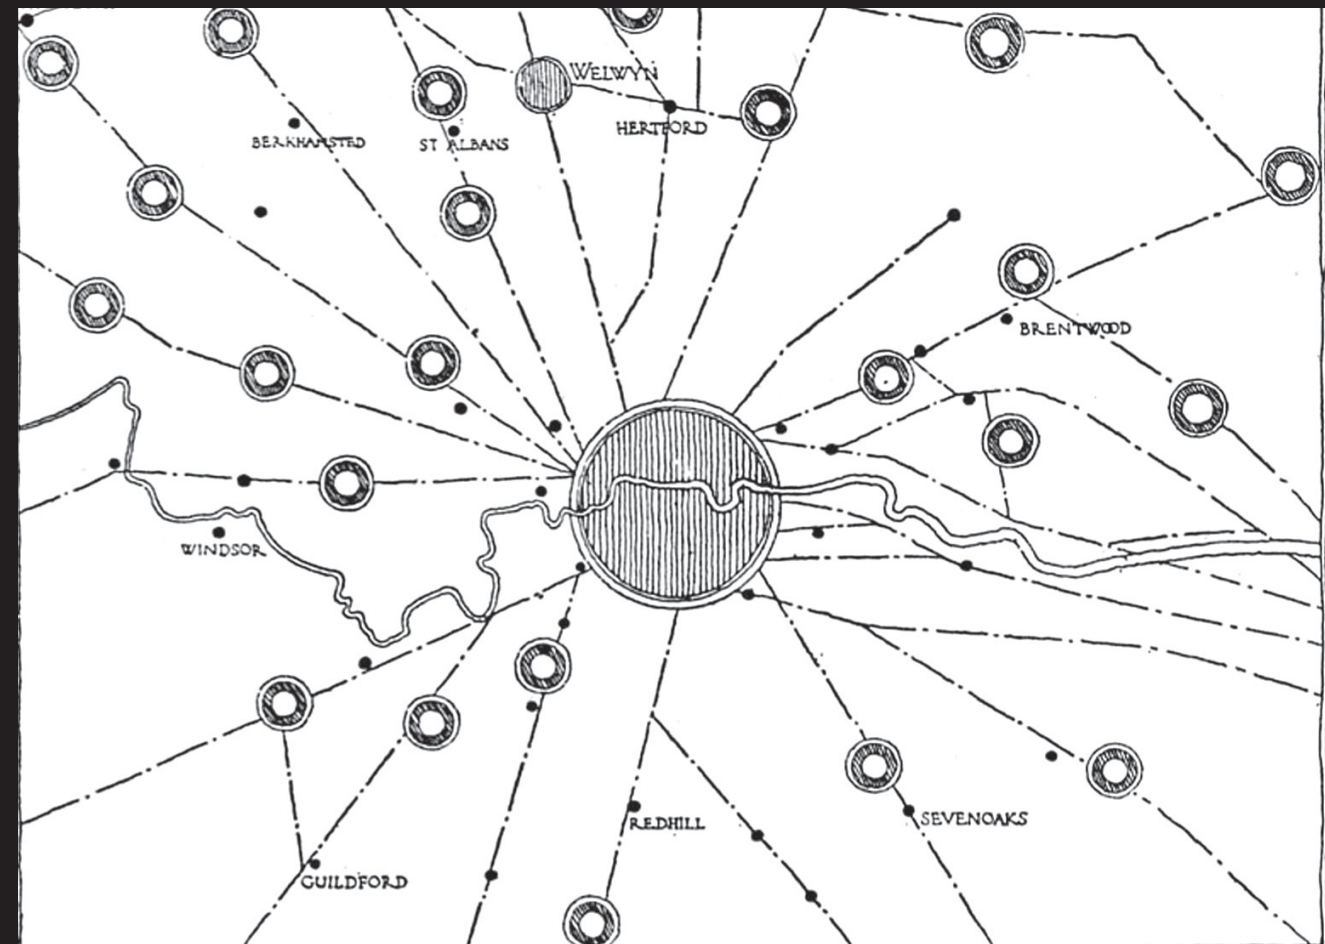 WELWYN
HERTFORD
BERKHAMSTED
ST ALBANS
BRENTWOOD
WINDSOR
REDHILL
SEVENOAKS
GUILDFORD